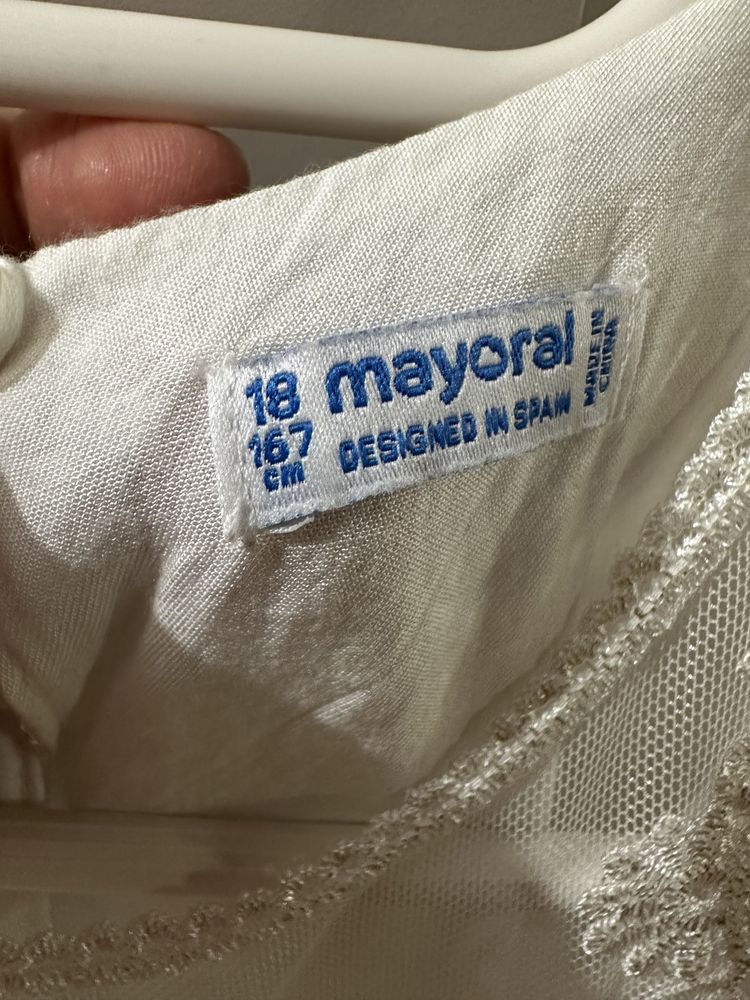 18
167
cm
mayoral
DESIGNED IN SPAIN
MADE IN
CHINA